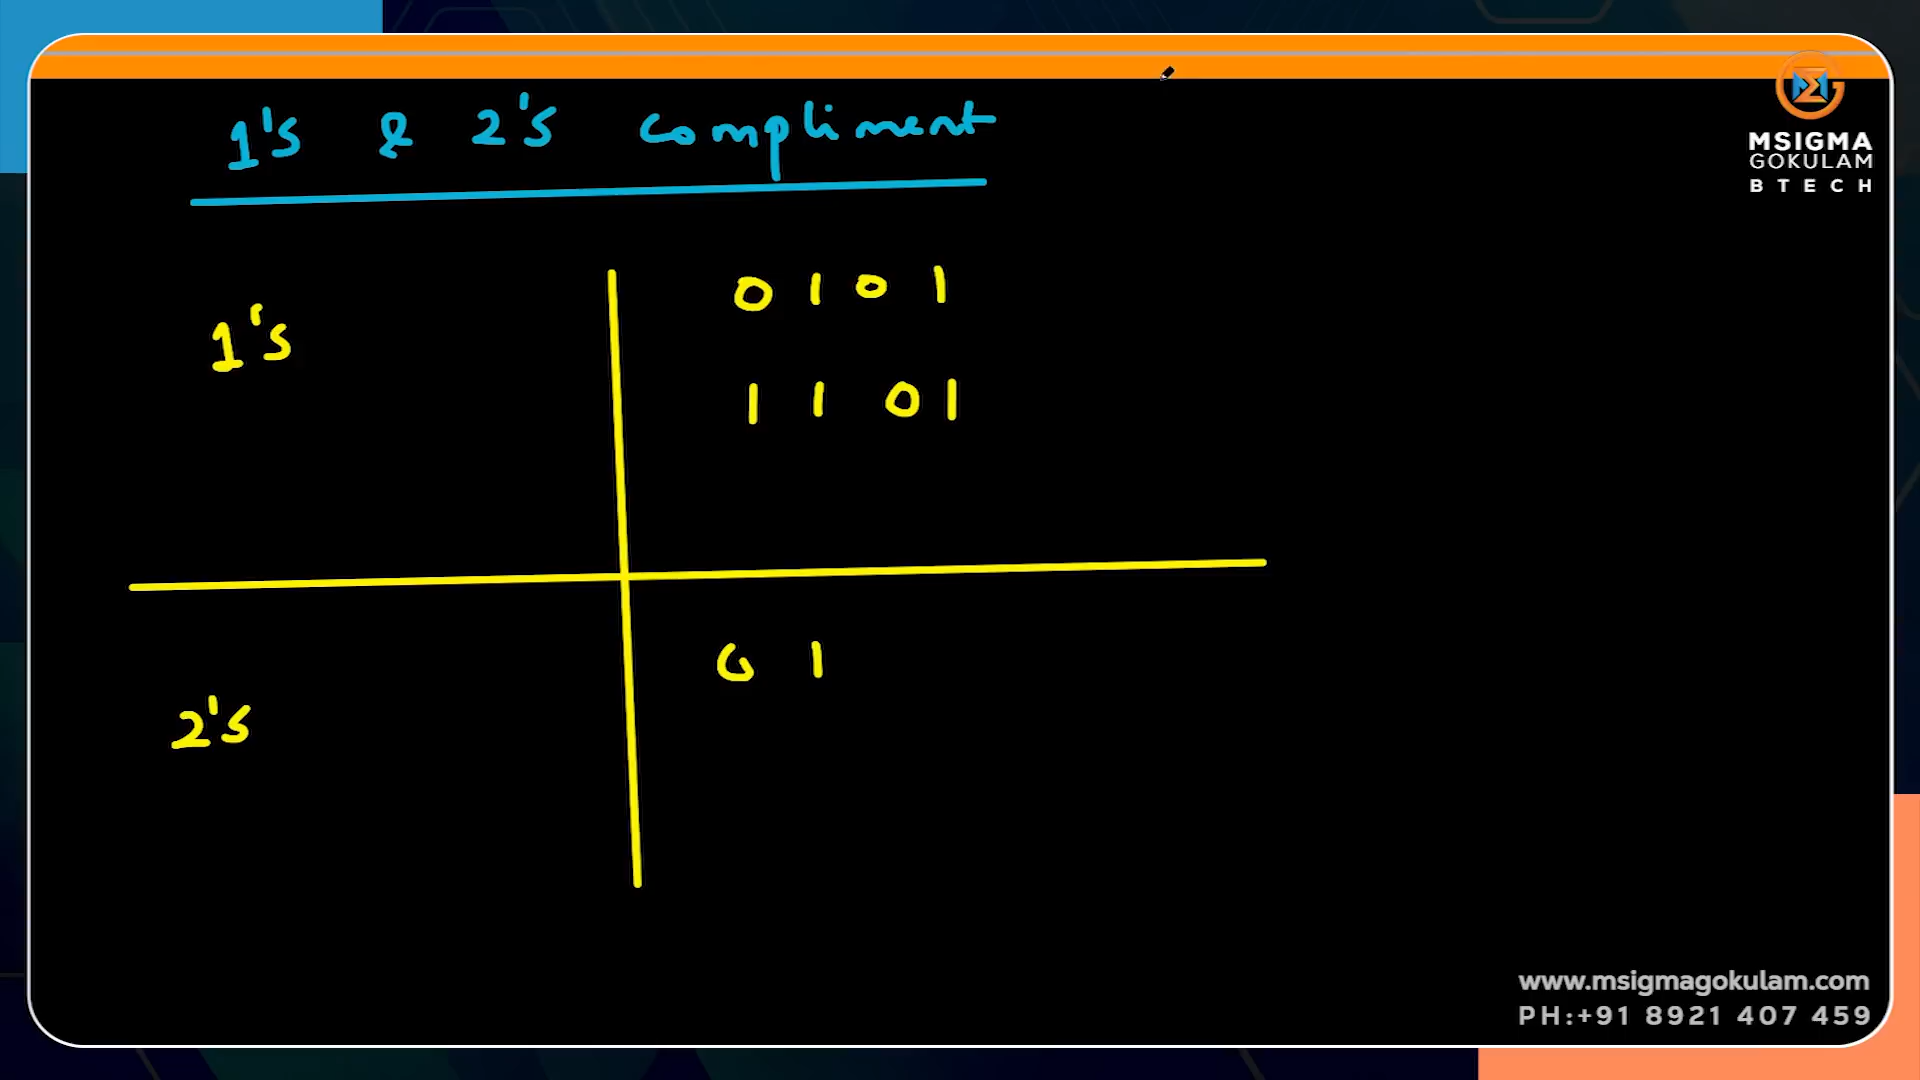 1's & 2's compliment
MSIGMA
GOKULAM
BTECH
1's
0 1 0 1
1 1 0 1
2's
0 1
www.msigmagokulam.com
PH:+91 8921 407 459